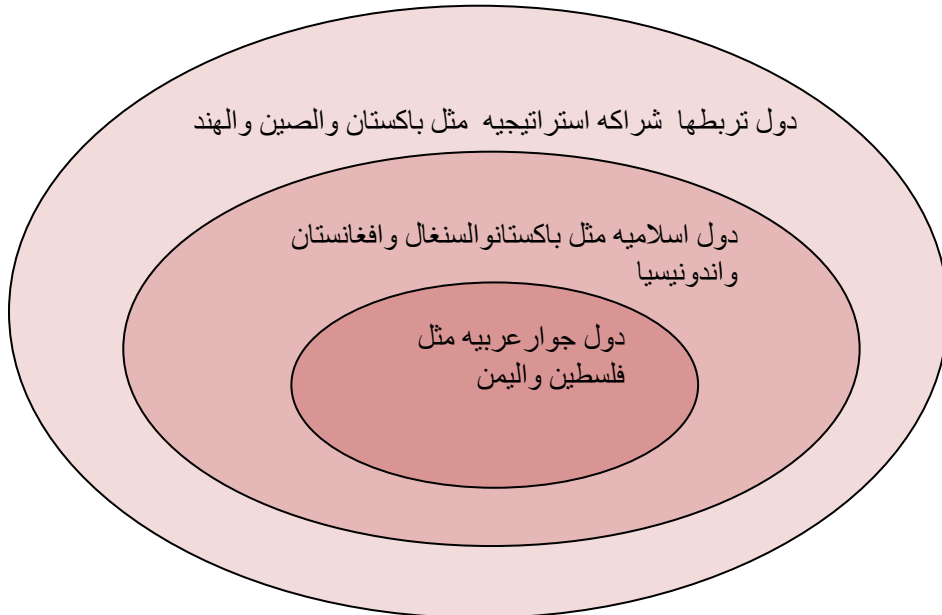 دول تربطها شراكه استراتيجيه مثل باكستان والصين والهند
دول اسلاميه مثل باكستانوالسنغال وافغانستان
واندونيسيا
دول جوار عربيه مثل
فلسطين واليمن